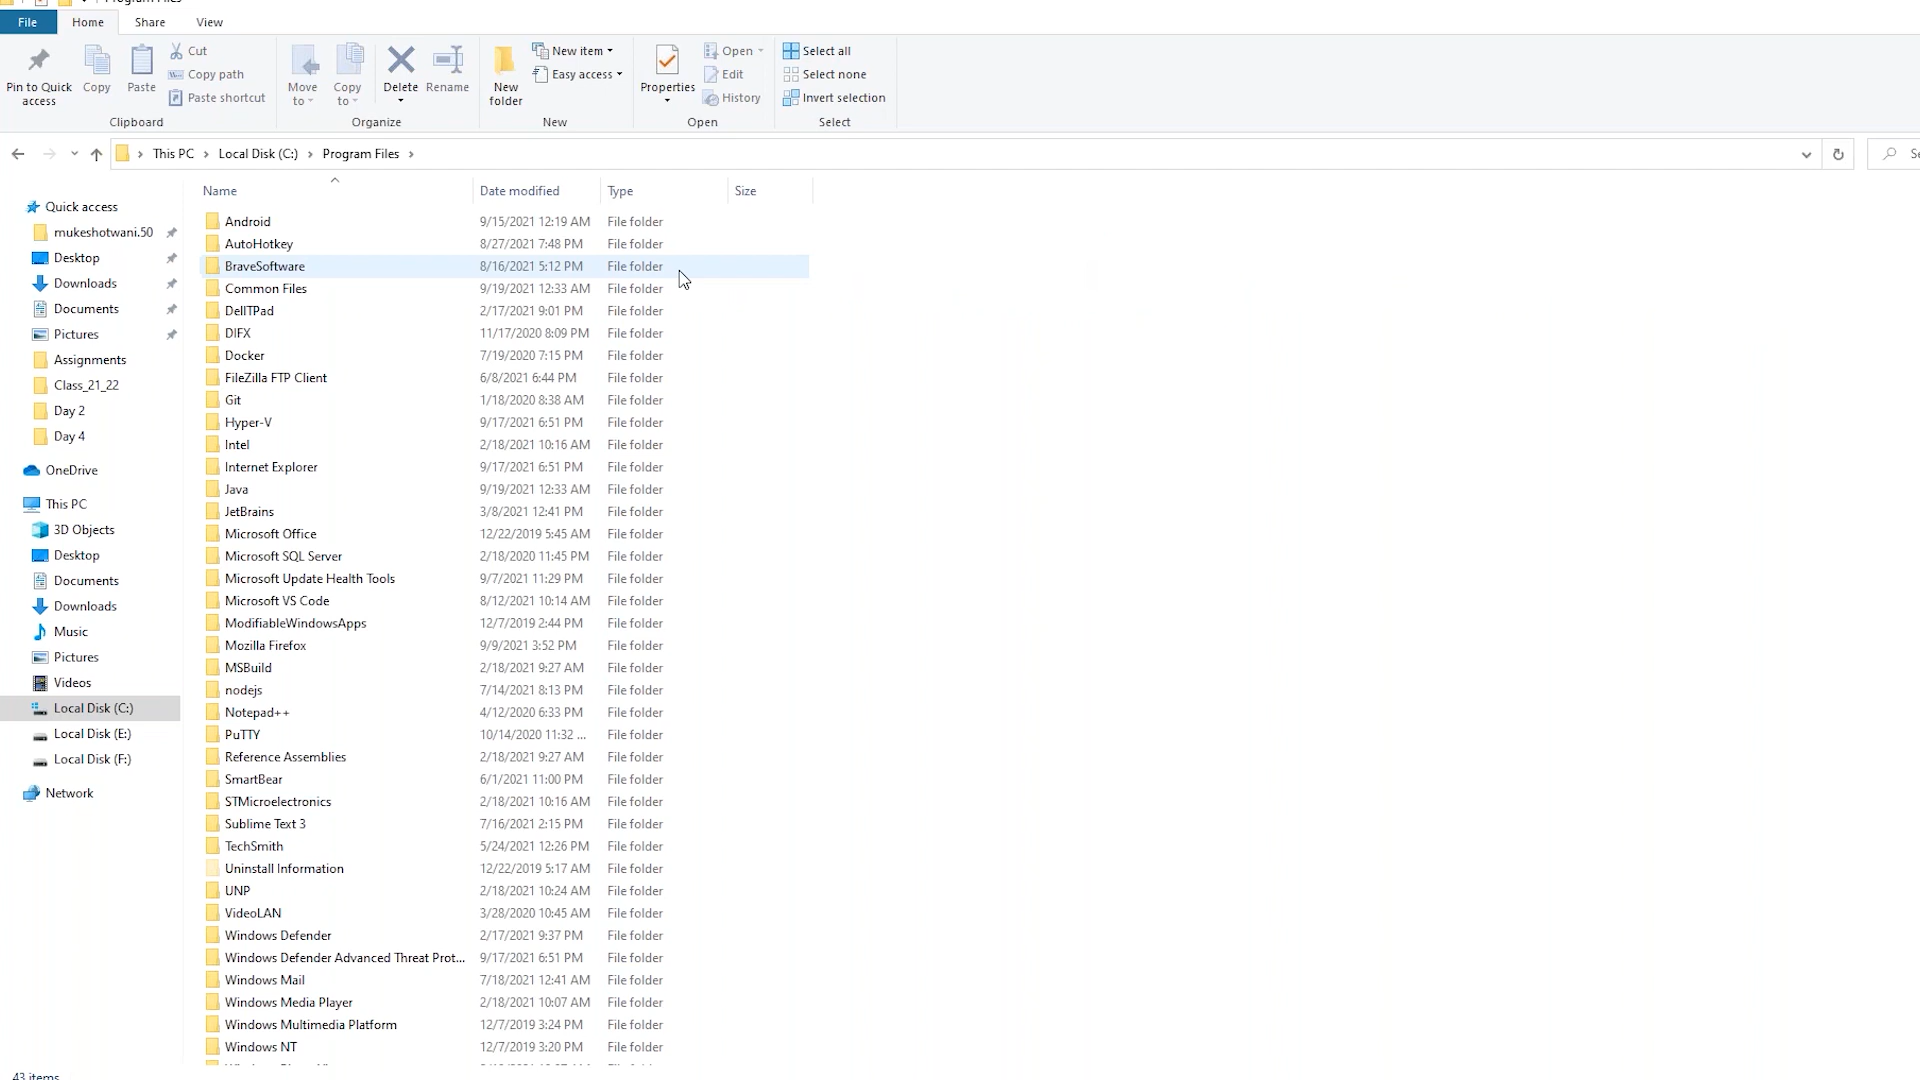 Program Files
File Home Share View
Pin to Quick access
Copy
Paste
Cut
Copy path
Paste shortcut
Clipboard
Move to
Copy to
Delete
Rename
Organize
New folder
New item
Easy access
New
Properties
Open
Edit
History
Open
Select all
Select none
Invert selection
Select
This PC > Local Disk (C:) > Program Files >
Quick access
mukeshotwani.50
Desktop
Downloads
Documents
Pictures
Assignments
Class_21_22
Day 2
Day 4
OneDrive
This PC
3D Objects
Desktop
Documents
Downloads
Music
Pictures
Videos
Local Disk (C:)
Local Disk (E:)
Local Disk (F:)
Network
Name Date modified Type Size
Android 9/15/2021 12:19 AM File folder
AutoHotkey 8/27/2021 7:48 PM File folder
BraveSoftware 8/16/2021 5:12 PM File folder
Common Files 9/19/2021 12:33 AM File folder
DellTPad 2/17/2021 9:01 PM File folder
DIFX 11/17/2020 8:09 PM File folder
Docker 7/19/2020 7:15 PM File folder
FileZilla FTP Client 6/8/2021 6:44 PM File folder
Git 1/18/2020 8:38 AM File folder
Hyper-V 9/17/2021 6:51 PM File folder
Intel 2/18/2021 10:16 AM File folder
Internet Explorer 9/17/2021 6:51 PM File folder
Java 9/19/2021 12:33 AM File folder
JetBrains 3/8/2021 12:41 PM File folder
Microsoft Office 12/22/2019 5:45 AM File folder
Microsoft SQL Server 2/18/2020 11:45 PM File folder
Microsoft Update Health Tools 9/7/2021 11:29 PM File folder
Microsoft VS Code 8/12/2021 10:14 AM File folder
ModifiableWindowsApps 12/7/2019 2:44 PM File folder
Mozilla Firefox 9/9/2021 3:52 PM File folder
MSBuild 2/18/2021 9:27 AM File folder
nodejs 7/14/2021 8:13 PM File folder
Notepad++ 4/12/2020 6:33 PM File folder
PuTTY 10/14/2020 11:32 ... File folder
Reference Assemblies 2/18/2021 9:27 AM File folder
SmartBear 6/1/2021 11:00 PM File folder
STMicroelectronics 2/18/2021 10:16 AM File folder
Sublime Text 3 7/16/2021 2:15 PM File folder
TechSmith 5/24/2021 12:26 PM File folder
Uninstall Information 12/22/2019 5:17 AM File folder
UNP 2/18/2021 10:24 AM File folder
VideoLAN 3/28/2020 10:45 AM File folder
Windows Defender 2/17/2021 9:37 PM File folder
Windows Defender Advanced Threat Prot... 9/17/2021 6:51 PM File folder
Windows Mail 7/18/2021 12:41 AM File folder
Windows Media Player 2/18/2021 10:07 AM File folder
Windows Multimedia Platform 12/7/2019 3:24 PM File folder
Windows NT 12/7/2019 3:20 PM File folder
43 items